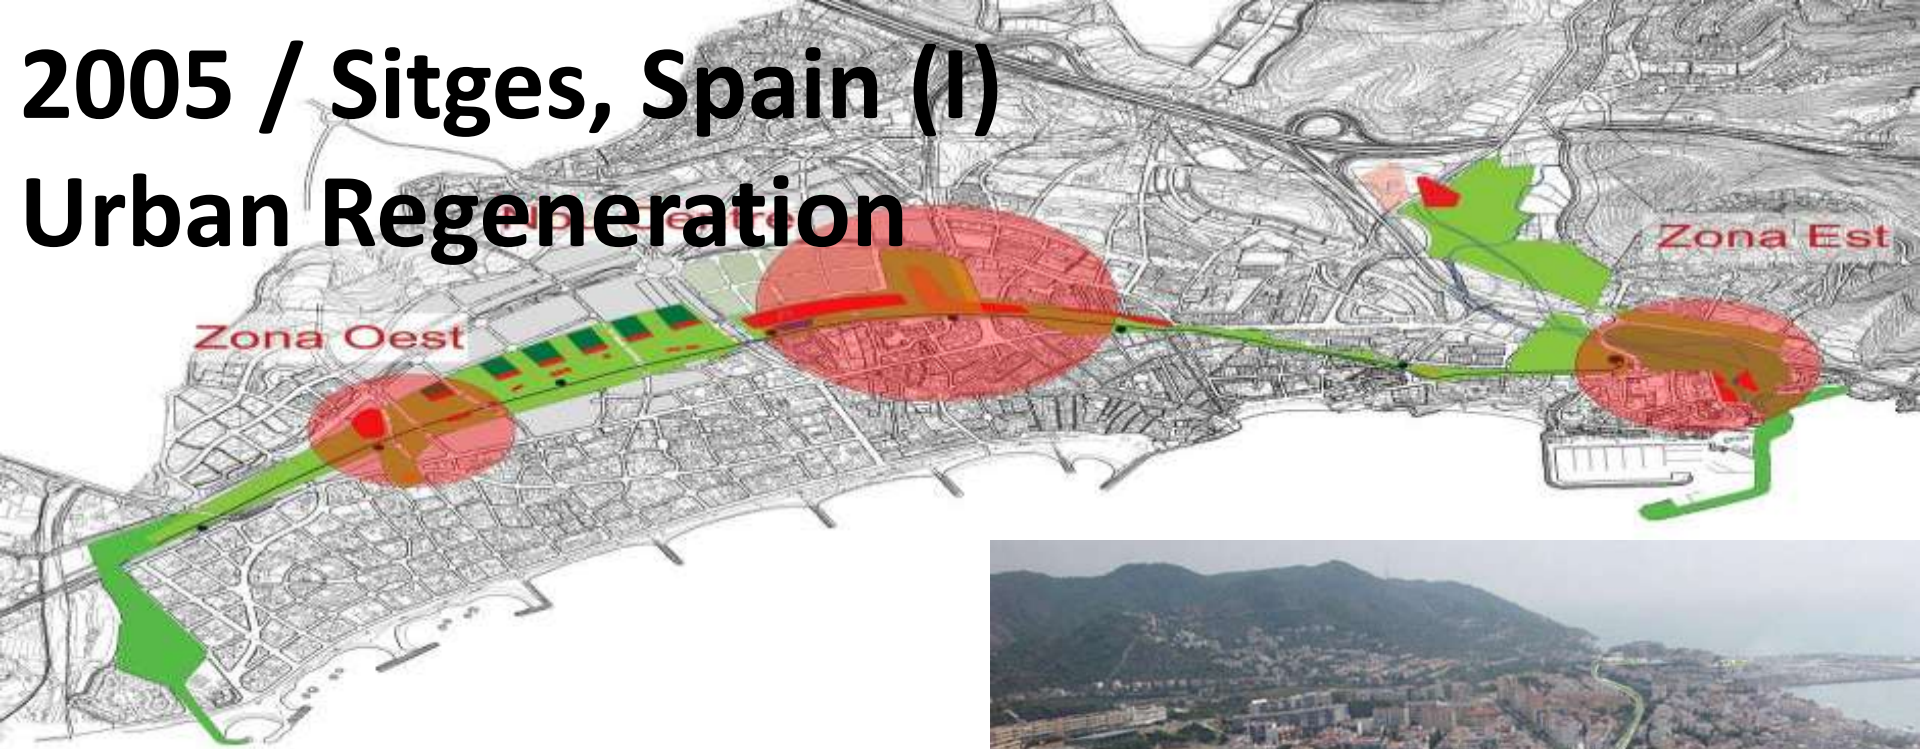 2005 / Sitges, Spain (I)
Urban Regeneration
Zona Est
Zona Oest